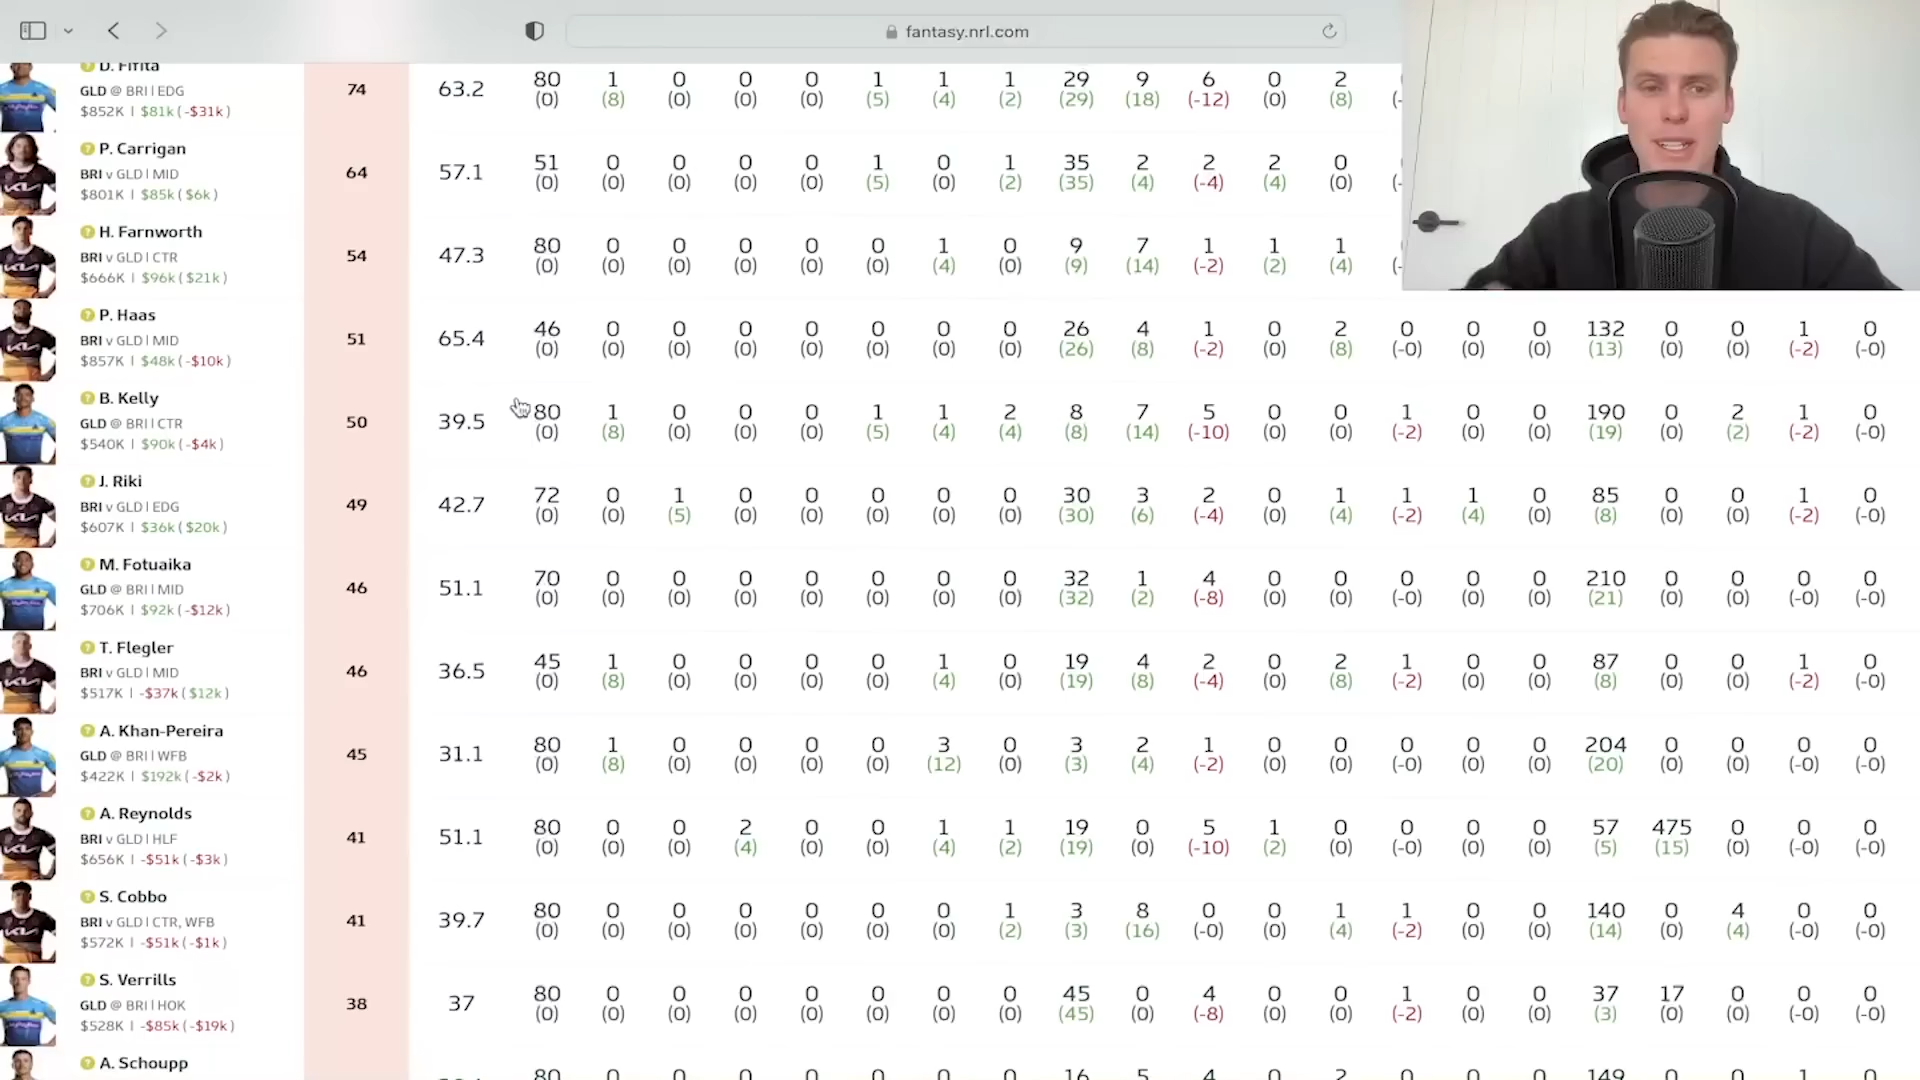 fantasy.nrl.com
D. Fifita
GLD @ BRI | EDG
$852K | $81k ( -$31k )
74 63.2 80 1 0 0 0 1 1 1 29 9 6 0 2
(0) (8) (0) (0) (0) (5) (4) (2) (29) (18) (-12) (0) (8) (-
P. Carrigan
BRI v GLD | MID
$801K | $85k ( $6k )
64 57.1 51 0 0 0 0 1 0 1 35 2 2 2 0
(0) (0) (0) (0) (0) (5) (0) (2) (35) (4) (-4) (4) (0) (-
H. Farnworth
BRI v GLD | CTR
$666K | $96k ( $21k )
54 47.3 80 0 0 0 0 0 1 0 9 7 1 1 1
(0) (0) (0) (0) (0) (0) (4) (0) (9) (14) (-2) (2) (4) (-
P. Haas
BRI v GLD | MID
$857K | $48k ( -$10k )
51 65.4 46 0 0 0 0 0 0 0 26 4 1 0 2 0 0 0 132 0 0 1 0
(0) (0) (0) (0) (0) (0) (0) (0) (26) (8) (-2) (0) (8) (-0) (0) (0) (13) (0) (0) (-2) (-0)
B. Kelly
GLD @ BRI | CTR
$540K | $90k ( -$4k )
50 39.5 80 1 0 0 0 1 1 2 8 7 5 0 0 1 0 0 190 0 2 1 0
(0) (8) (0) (0) (0) (5) (4) (4) (8) (14) (-10) (0) (0) (-2) (0) (0) (19) (0) (2) (-2) (-0)
J. Riki
BRI v GLD | EDG
$607K | $36k ( $20k )
49 42.7 72 0 1 0 0 0 0 0 30 3 2 0 1 1 1 0 85 0 0 1 0
(0) (0) (5) (0) (0) (0) (0) (0) (30) (6) (-4) (0) (4) (-2) (4) (0) (8) (0) (0) (-2) (-0)
M. Fotuaika
GLD @ BRI | MID
$706K | $92k ( -$12k )
46 51.1 70 0 0 0 0 0 0 0 32 1 4 0 0 0 0 0 210 0 0 0 0
(0) (0) (0) (0) (0) (0) (0) (0) (32) (2) (-8) (0) (0) (-0) (0) (0) (21) (0) (0) (-0) (-0)
T. Flegler
BRI v GLD | MID
$517K | -$37k ( $12k )
46 36.5 45 1 0 0 0 0 1 0 19 4 2 0 2 1 0 0 87 0 0 1 0
(0) (8) (0) (0) (0) (0) (4) (0) (19) (8) (-4) (0) (8) (-2) (0) (0) (8) (0) (0) (-2) (-0)
A. Khan-Pereira
GLD @ BRI | WFB
$422K | $192k ( -$2k )
45 31.1 80 1 0 0 0 0 3 0 3 2 1 0 0 0 0 0 204 0 0 0 0
(0) (8) (0) (0) (0) (0) (12) (0) (3) (4) (-2) (0) (0) (-0) (0) (0) (20) (0) (0) (-0) (-0)
A. Reynolds
BRI v GLD | HLF
$656K | -$51k ( -$3k )
41 51.1 80 0 0 2 0 0 1 1 19 0 5 1 0 0 0 0 57 475 0 0 0
(0) (0) (0) (4) (0) (0) (4) (2) (19) (0) (-10) (2) (0) (-0) (0) (0) (5) (15) (0) (-0) (-0)
S. Cobbo
BRI v GLD | CTR, WFB
$572K | -$51k ( -$1k )
41 39.7 80 0 0 0 0 0 0 1 3 8 0 0 1 1 0 0 140 0 4 0 0
(0) (0) (0) (0) (0) (0) (0) (2) (3) (16) (-0) (0) (4) (-2) (0) (0) (14) (0) (4) (-0) (-0)
S. Verrills
GLD @ BRI | HOK
$528K | -$85k ( -$19k )
38 37 80 0 0 0 0 0 0 0 45 0 4 0 0 1 0 0 37 17 0 0 0
(0) (0) (0) (0) (0) (0) (0) (0) (45) (0) (-8) (0) (0) (-2) (0) (0) (3) (0) (0) (-0) (-0)
A. Schoupp
80 0 0 0 0 0 0 0 16 5 4 0 2 0 0 0 149 0 0 1 0